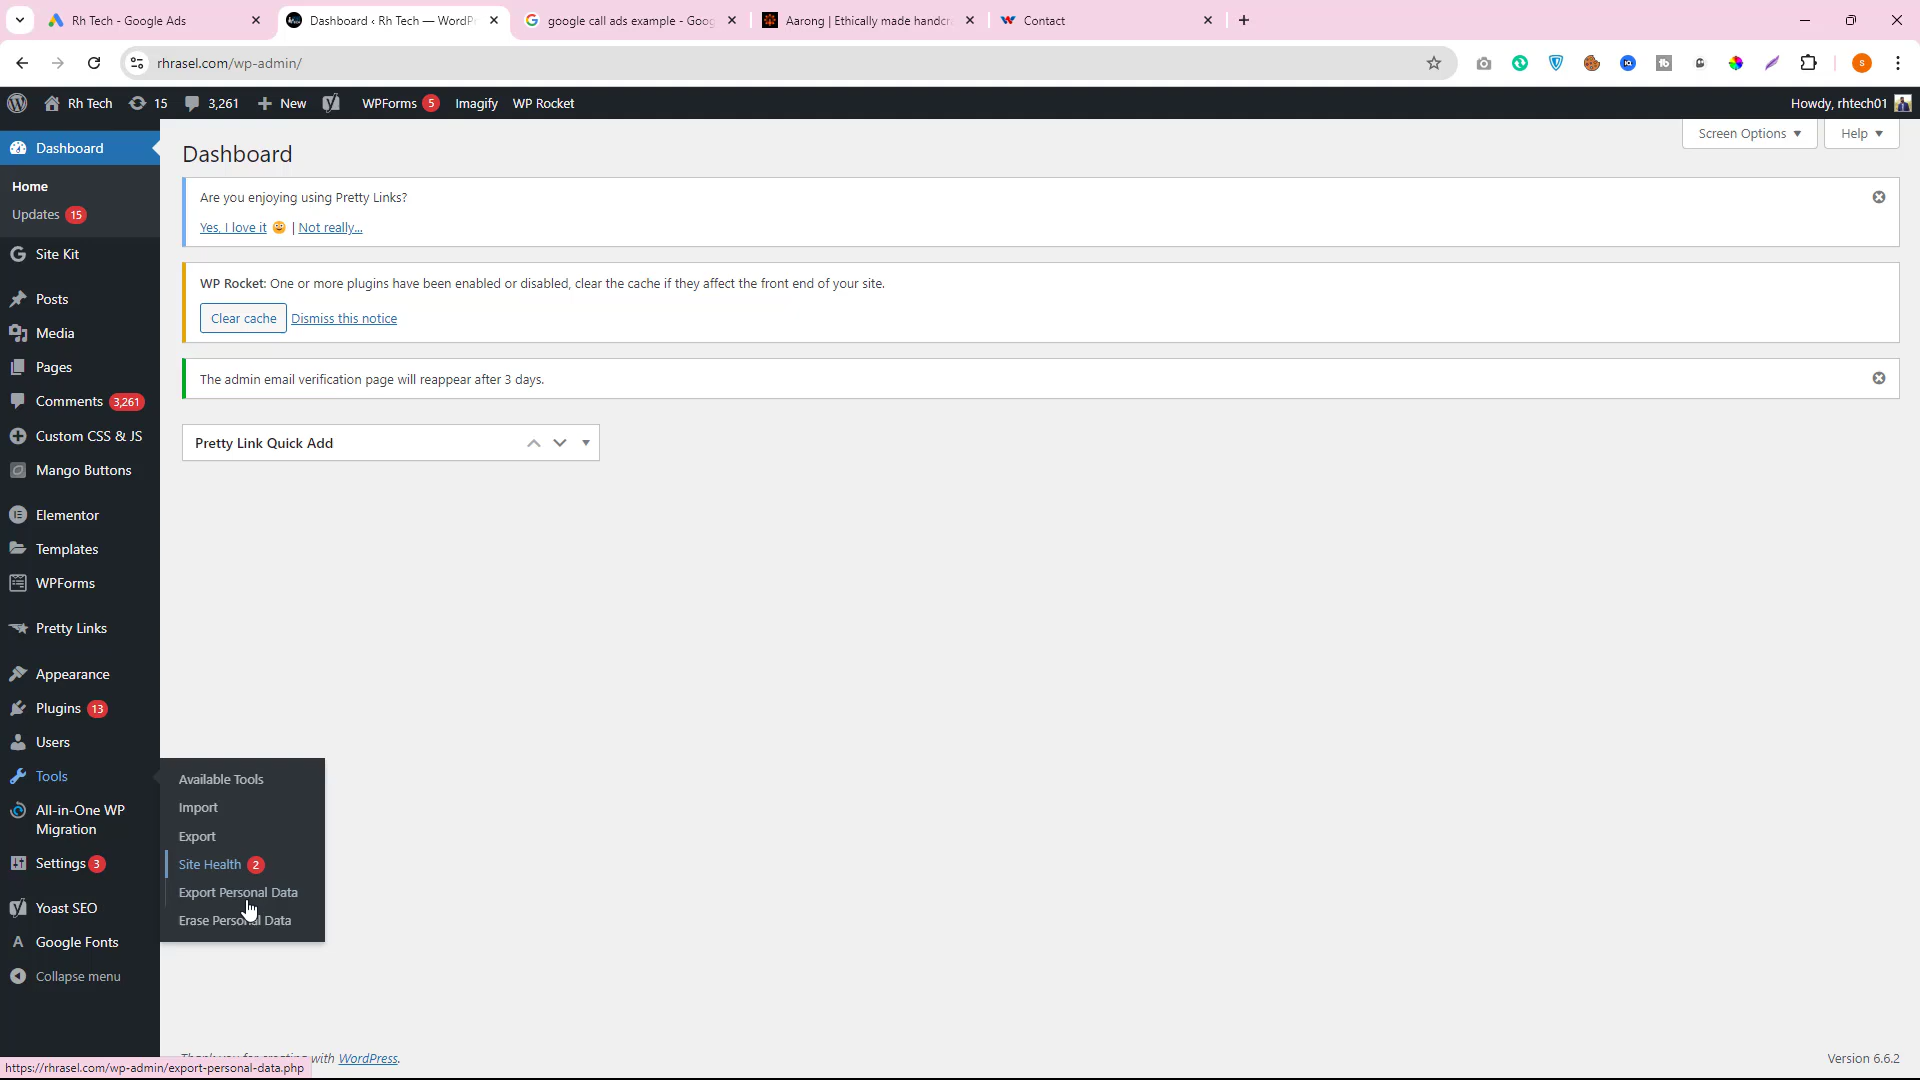 Rh Tech - Google Ads
Dashboard ‹ Rh Tech — WordPr
google call ads example - Goog
Aarong | Ethically made handcra
Contact
rhrasel.com/wp-admin/
Rh Tech
15
3,261
New
WPForms 5
Imagify
WP Rocket
Howdy, rhtech01
Dashboard
Home
Updates 15
Site Kit
Posts
Media
Pages
Comments 3,261
Custom CSS & JS
Mango Buttons
Elementor
Templates
WPForms
Pretty Links
Appearance
Plugins 13
Users
Tools
All-in-One WP
Migration
Settings 3
Yoast SEO
Google Fonts
Collapse menu
Available Tools
Import
Export
Site Health 2
Export Personal Data
Erase Personal Data
Screen Options
Help
Dashboard
Are you enjoying using Pretty Links?
Yes, I love it 😀 | Not really...
WP Rocket: One or more plugins have been enabled or disabled, clear the cache if they affect the front end of your site.
Clear cache
Dismiss this notice
The admin email verification page will reappear after 3 days.
Pretty Link Quick Add
Thank you for creating with WordPress.
Version 6.6.2
https://rhrasel.com/wp-admin/export-personal-data.php